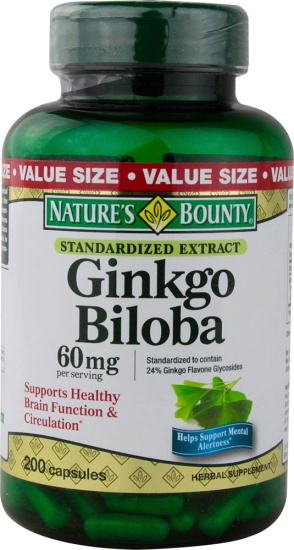 ZE • VALUE SIZE • VALUE SIZE •
NATURE'S BOUNTY
STANDARDIZED EXTRACT
Ginkgo
Biloba
60mg
per serving
Standardized to contain
24% Ginkgo Flavone Glycosides
Supports Healthy
Brain Function &
Circulation*
Helps Support Mental
Alertness*
200 capsules
HERBAL SUPPLEMENT